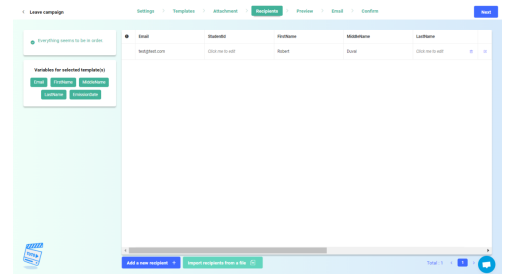 Leave campaign
Settings Templates Attachment Recipients Preview Email Confirm
Next
Everything seems to be in order.
Variables for selected template(s)
Email FirstName MiddleName
LastName
Email StudentId FirstName MiddleName LastName
test@test.com Click me to edit Robert Duval Click me to edit
Add a new recipient +
Import recipients from a file
Total 1 < 1 >